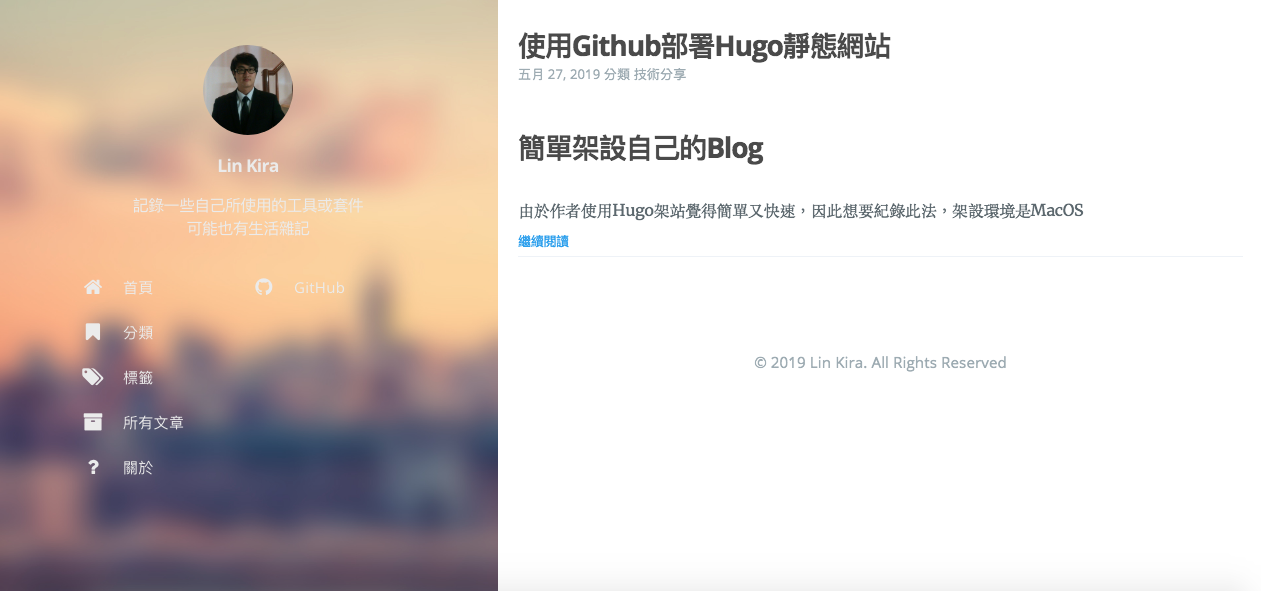 Lin Kira
記錄一些自己所使用的工具或套件
可能也有生活雜記
首頁
GitHub
分類
標籤
所有文章
關於
使用Github部署Hugo靜態網站
五月 27, 2019 分類 技術分享
簡單架設自己的Blog
由於作者使用Hugo架站覺得簡單又快速，因此想要紀錄此法，架設環境是MacOS
繼續閱讀
© 2019 Lin Kira. All Rights Reserved